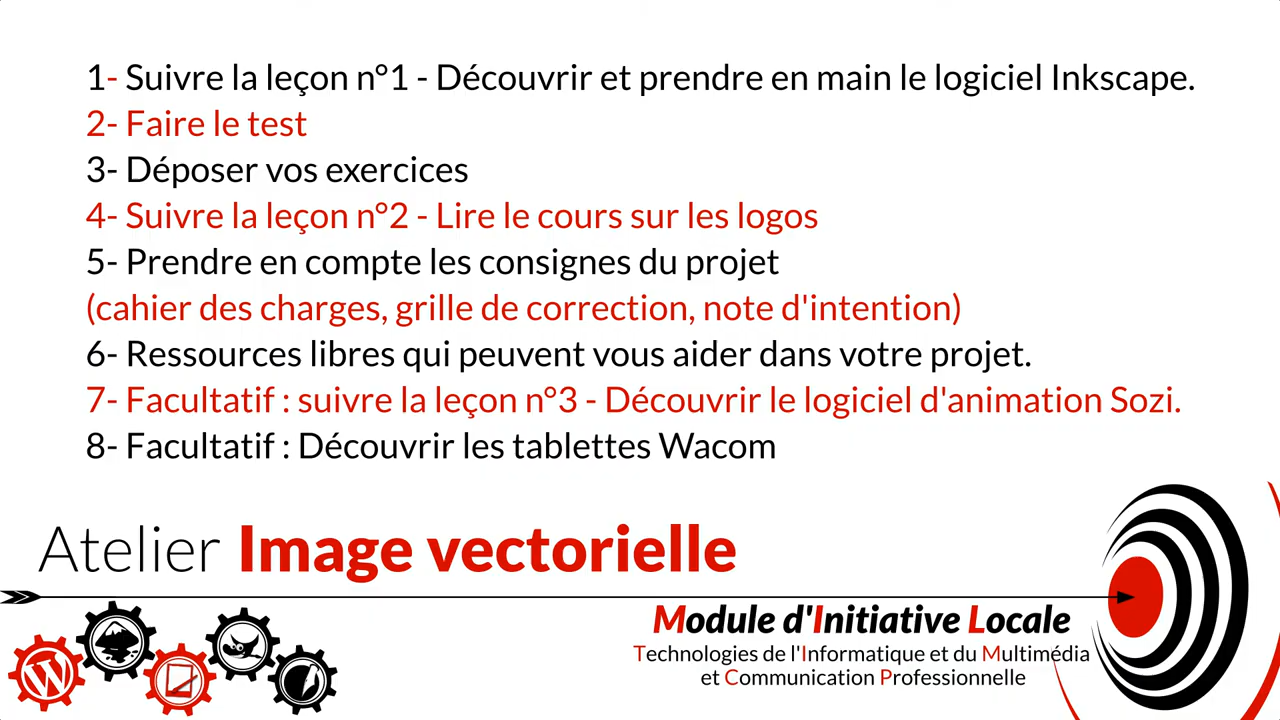 1- Suivre la leçon n°1 - Découvrir et prendre en main le logiciel Inkscape.
2- Faire le test
3- Déposer vos exercices
4- Suivre la leçon n°2 - Lire le cours sur les logos
5- Prendre en compte les consignes du projet
(cahier des charges, grille de correction, note d'intention)
6- Ressources libres qui peuvent vous aider dans votre projet.
7- Facultatif : suivre la leçon n°3 - Découvrir le logiciel d'animation Sozi.
8- Facultatif : Découvrir les tablettes Wacom
Atelier Image vectorielle
Module d'Initiative Locale
Technologies de l'Informatique et du Multimédia
et Communication Professionnelle